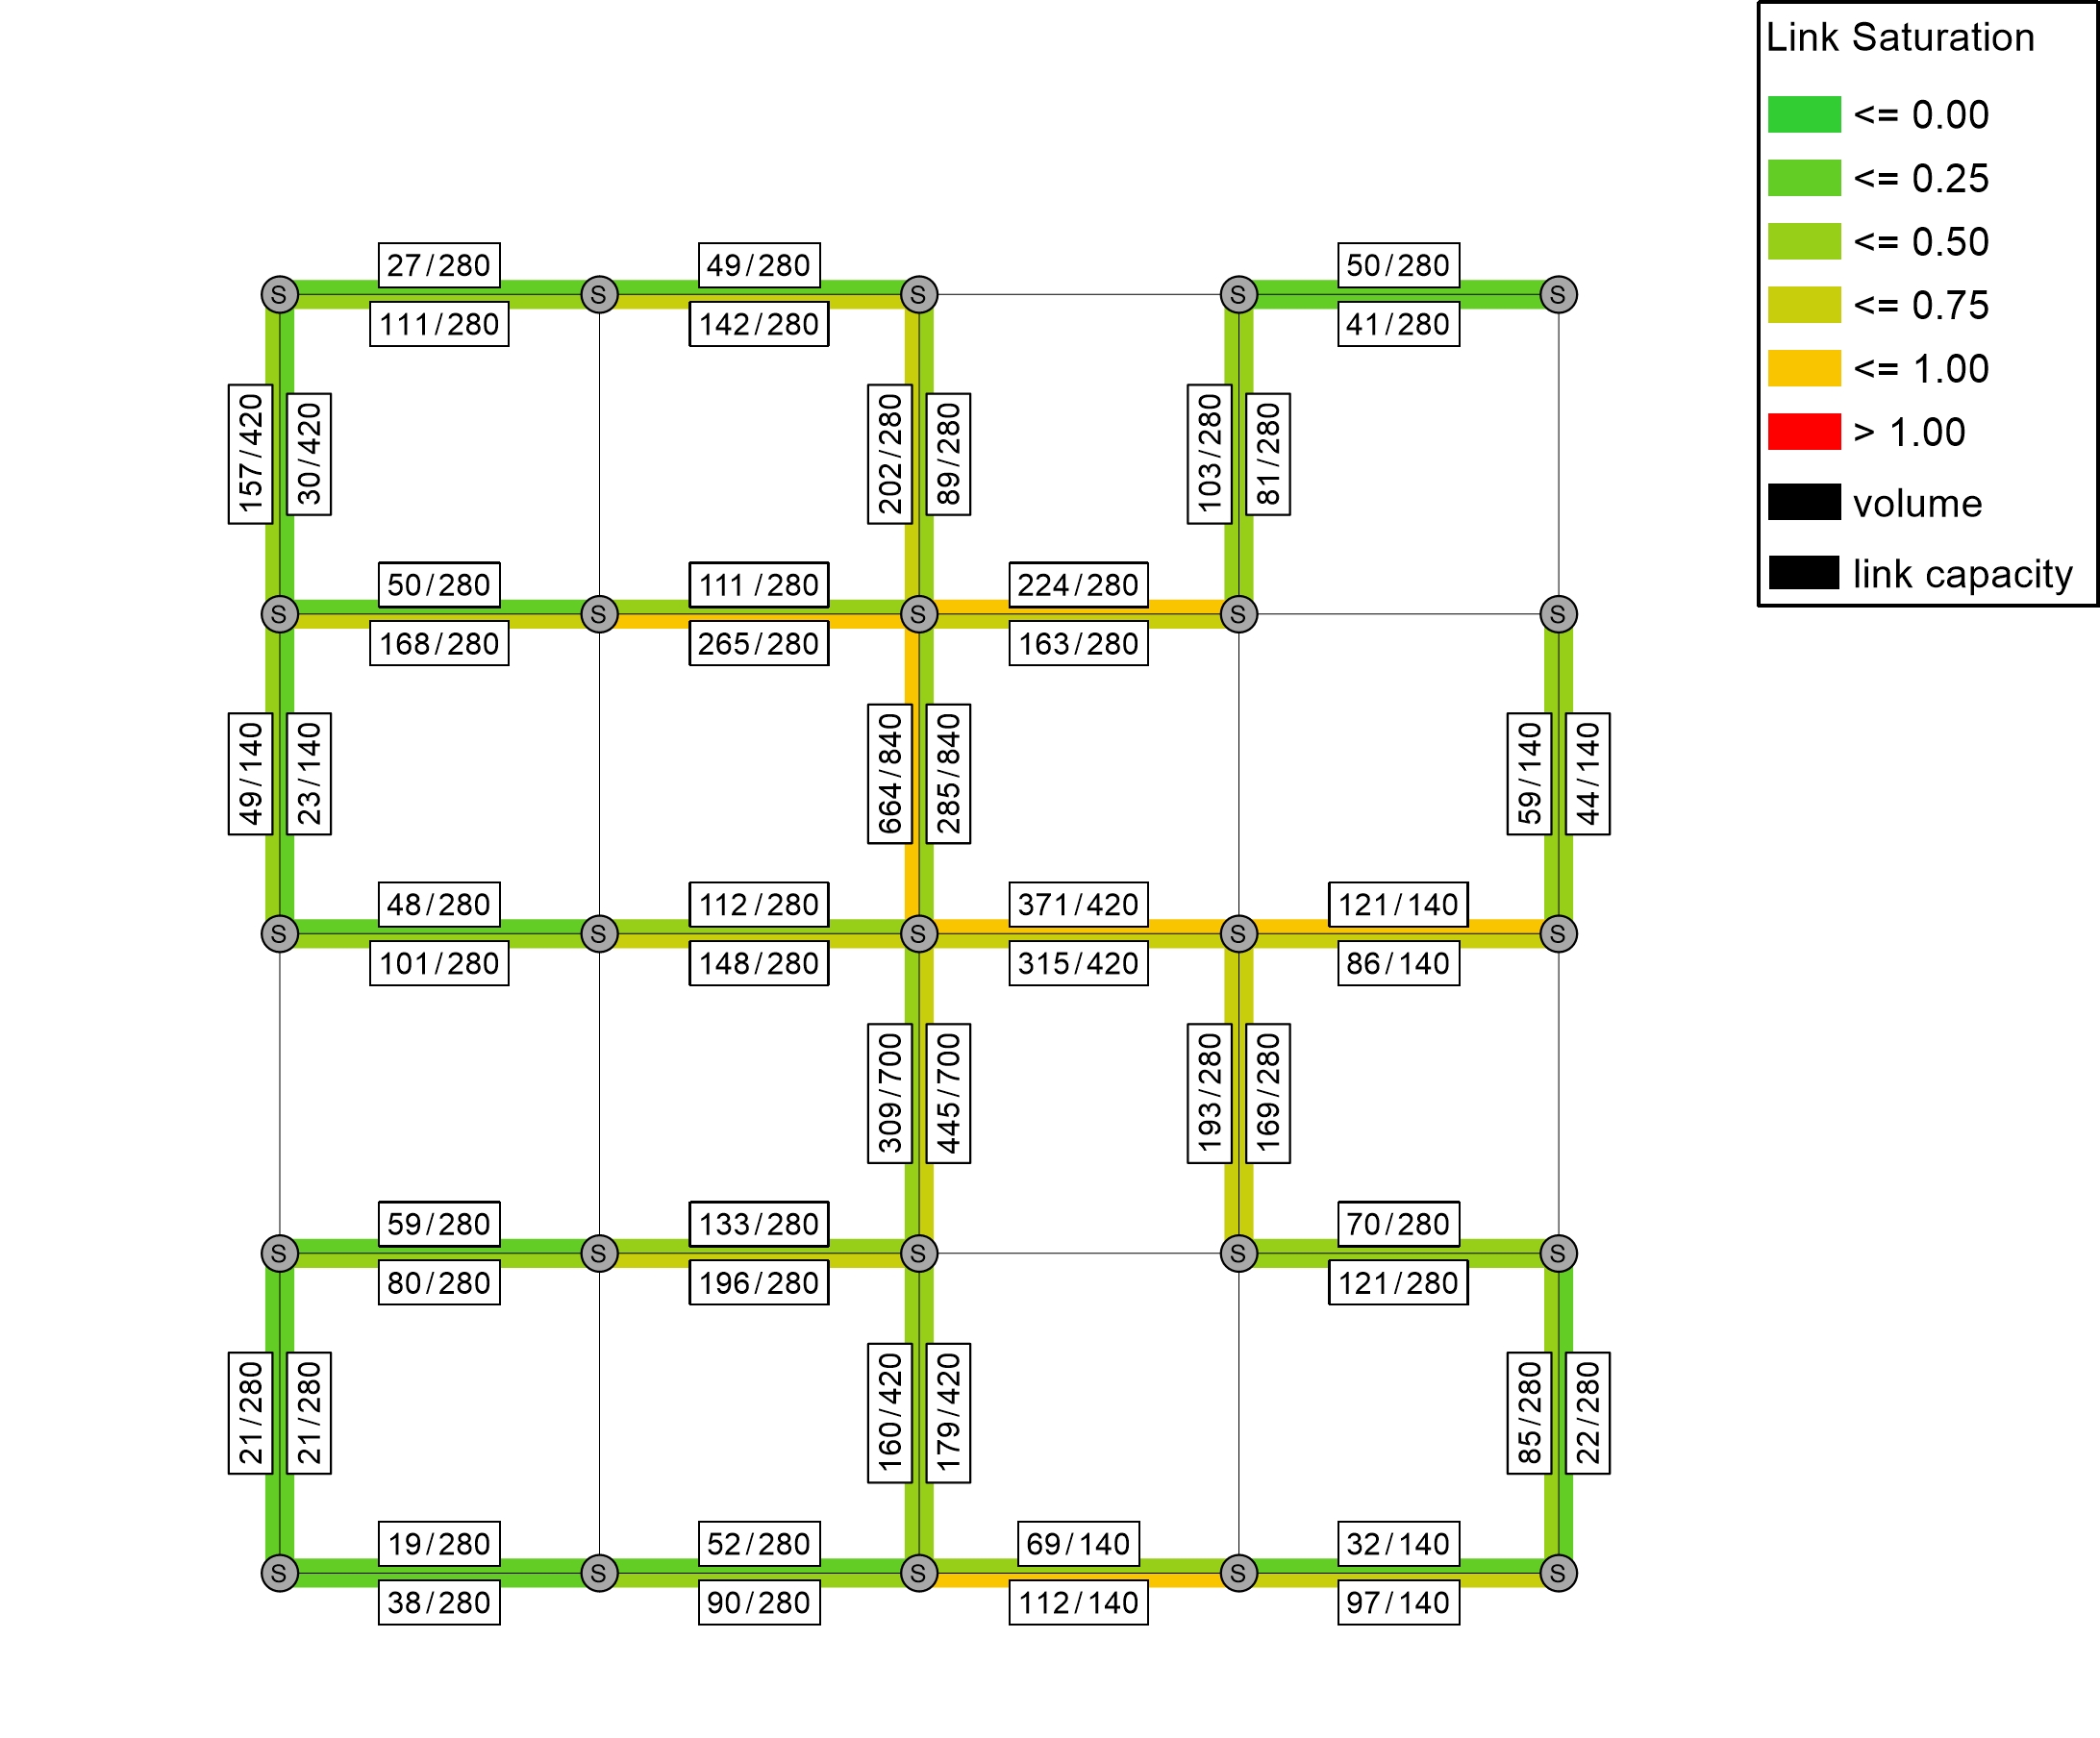 Link Saturation
<= 0.00
<= 0.25
<= 0.50
<= 0.75
<= 1.00
> 1.00
volume
link capacity
27/280
49/280
50/280
S
S
S
S
S
111/280
142/280
41/280
157/420
30/420
202/280
89/280
103/280
81/280
50/280
111/280
224/280
S
S
S
S
S
168/280
265/280
163/280
49/140
23/140
664/840
285/840
59/140
44/140
48/280
112/280
371/420
121/140
S
S
S
S
S
101/280
148/280
315/420
86/140
309/700
445/700
193/280
169/280
59/280
133/280
70/280
S
S
S
S
S
80/280
196/280
121/280
21/280
21/280
160/420
179/420
85/280
22/280
19/280
52/280
69/140
32/140
S
S
S
S
S
38/280
90/280
112/140
97/140